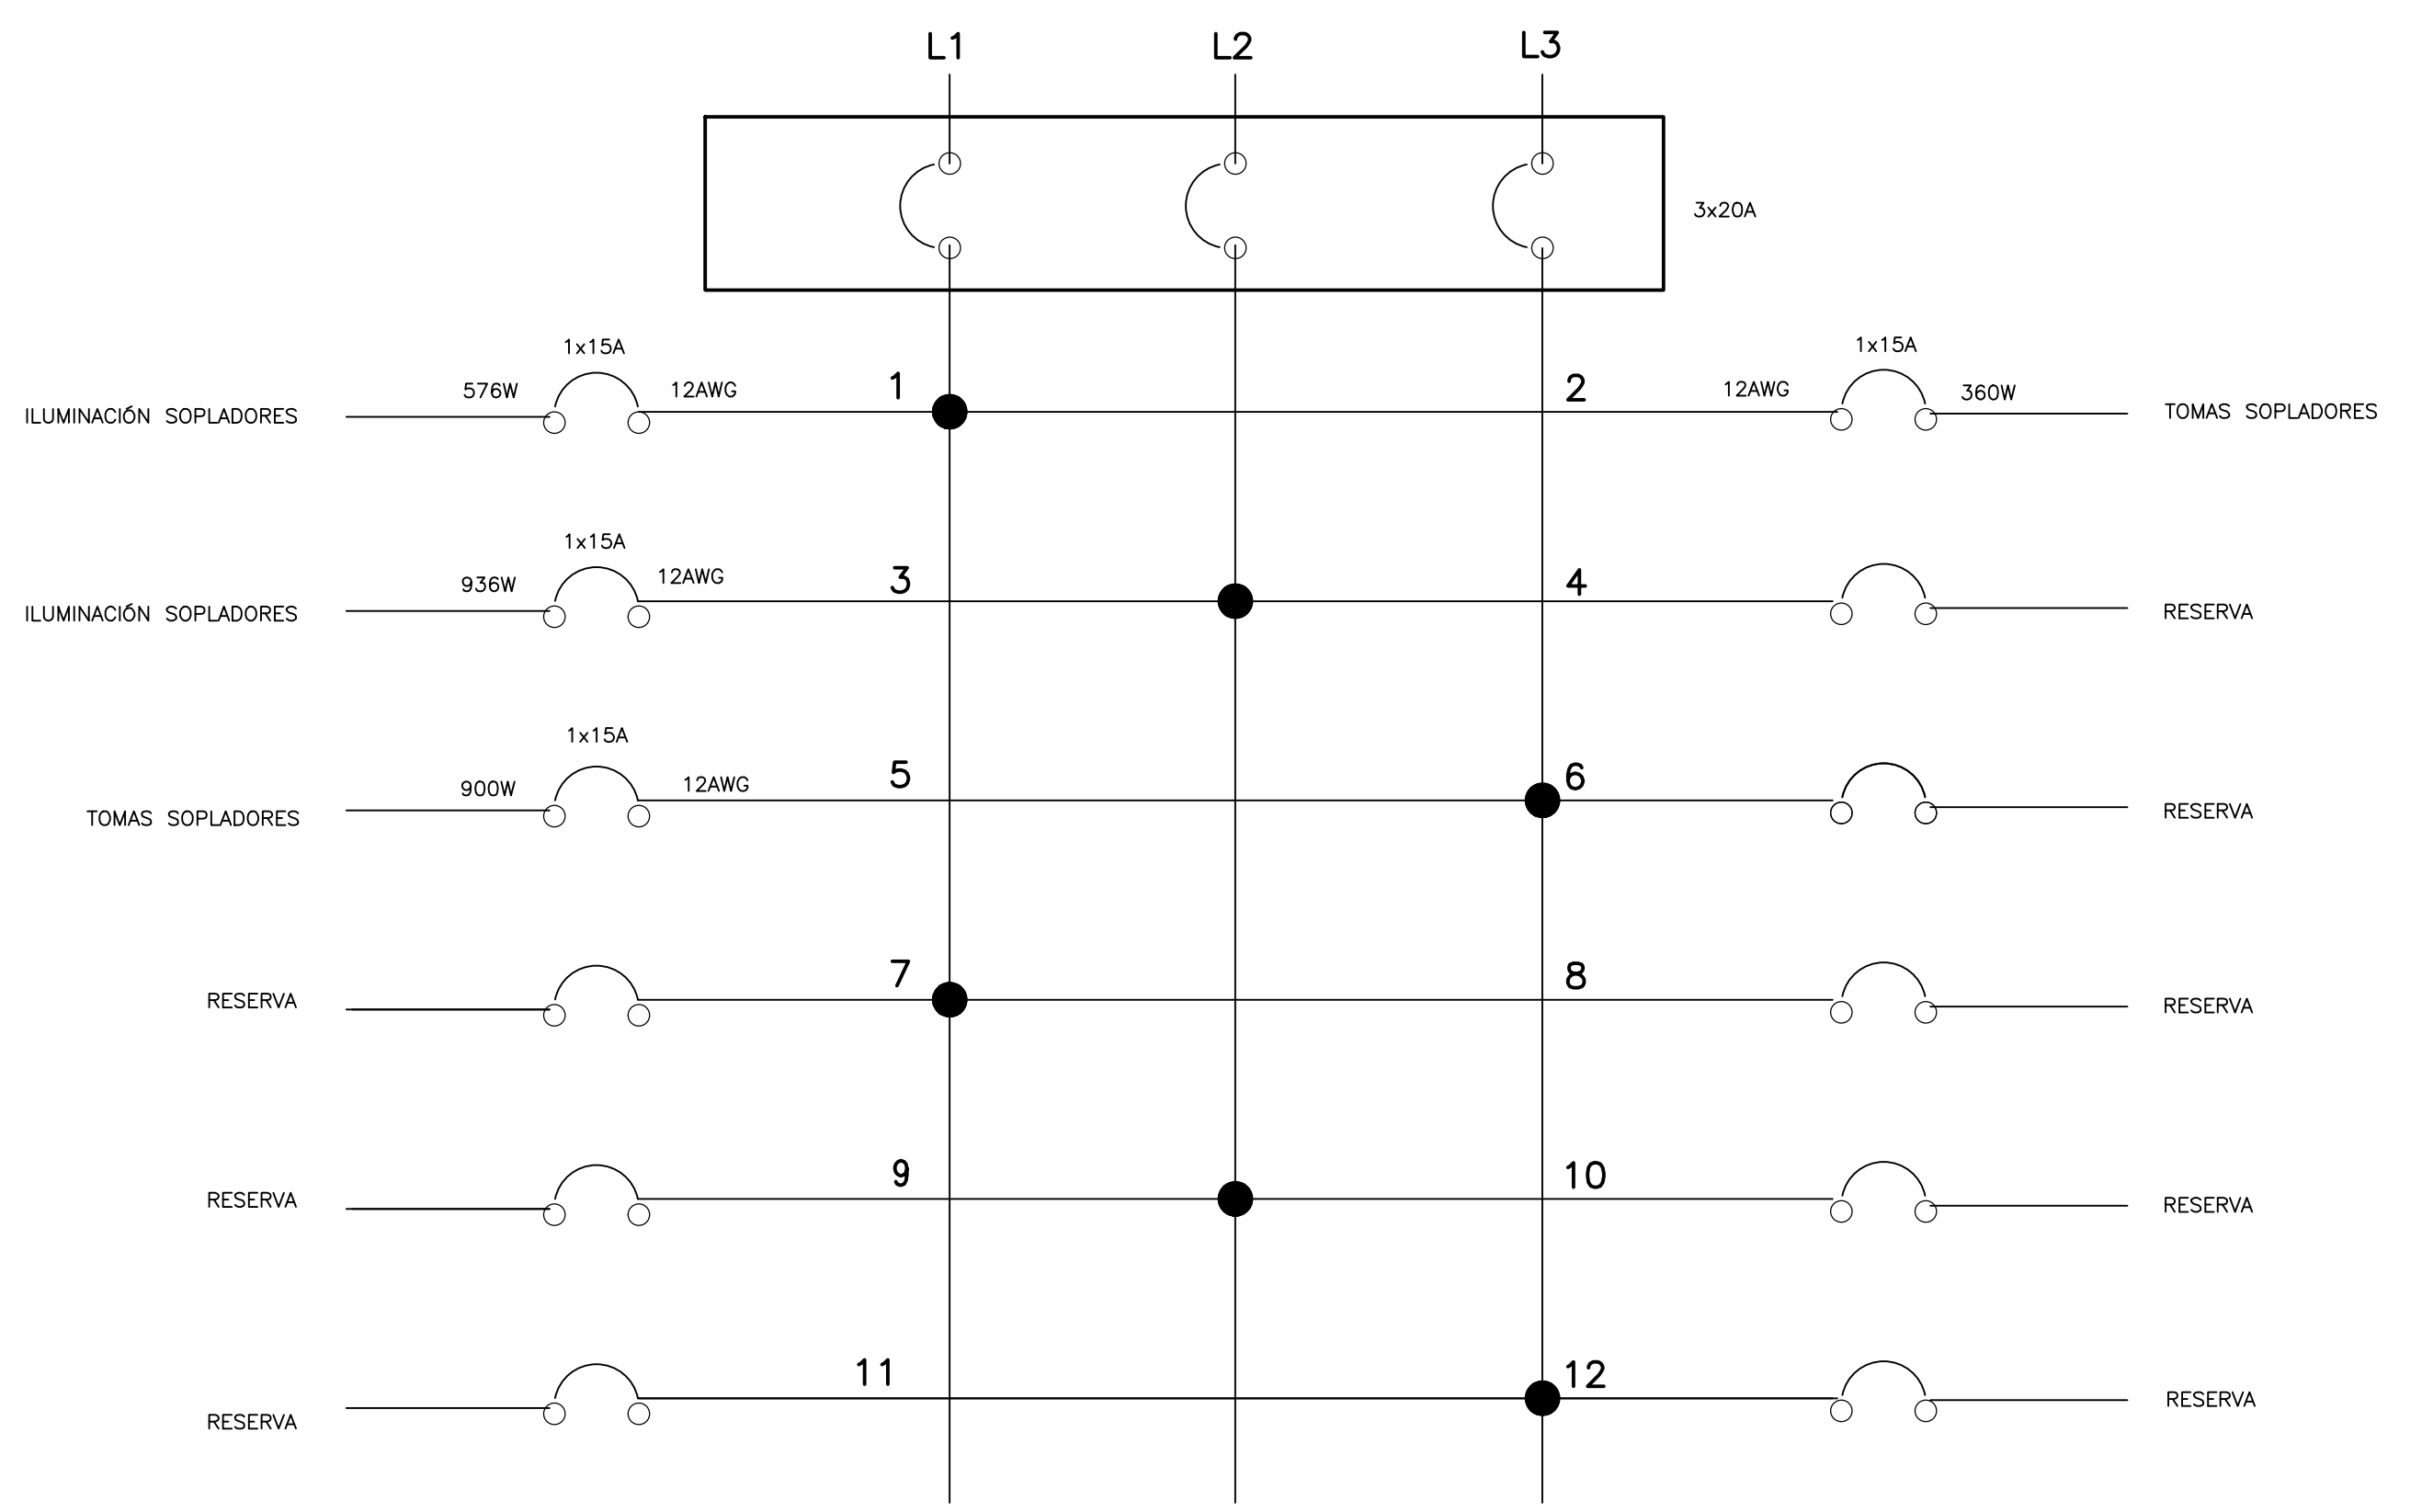 L1 L2 L3
3x20A
1x15A 1x15A
576W 12AWG 1 2 12AWG 360W
ILUMINACIÓN SOPLADORES TOMAS SOPLADORES
1x15A
936W 12AWG 3 4
ILUMINACIÓN SOPLADORES RESERVA
1x15A
900W 12AWG 5 6
TOMAS SOPLADORES RESERVA
7 8
RESERVA RESERVA
9 10
RESERVA RESERVA
11 12
RESERVA RESERVA